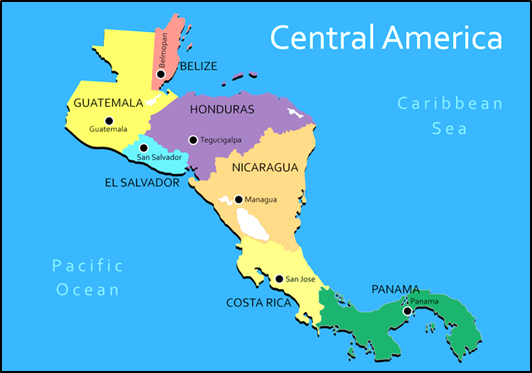 Central America
Belmopan
BELIZE
GUATEMALA
Guatemala
HONDURAS
Tegucigalpa
Caribbean
Sea
San Salvador
EL SALVADOR
NICARAGUA
Managua
Pacific
Ocean
San Jose
COSTA RICA
PANAMA
Panama